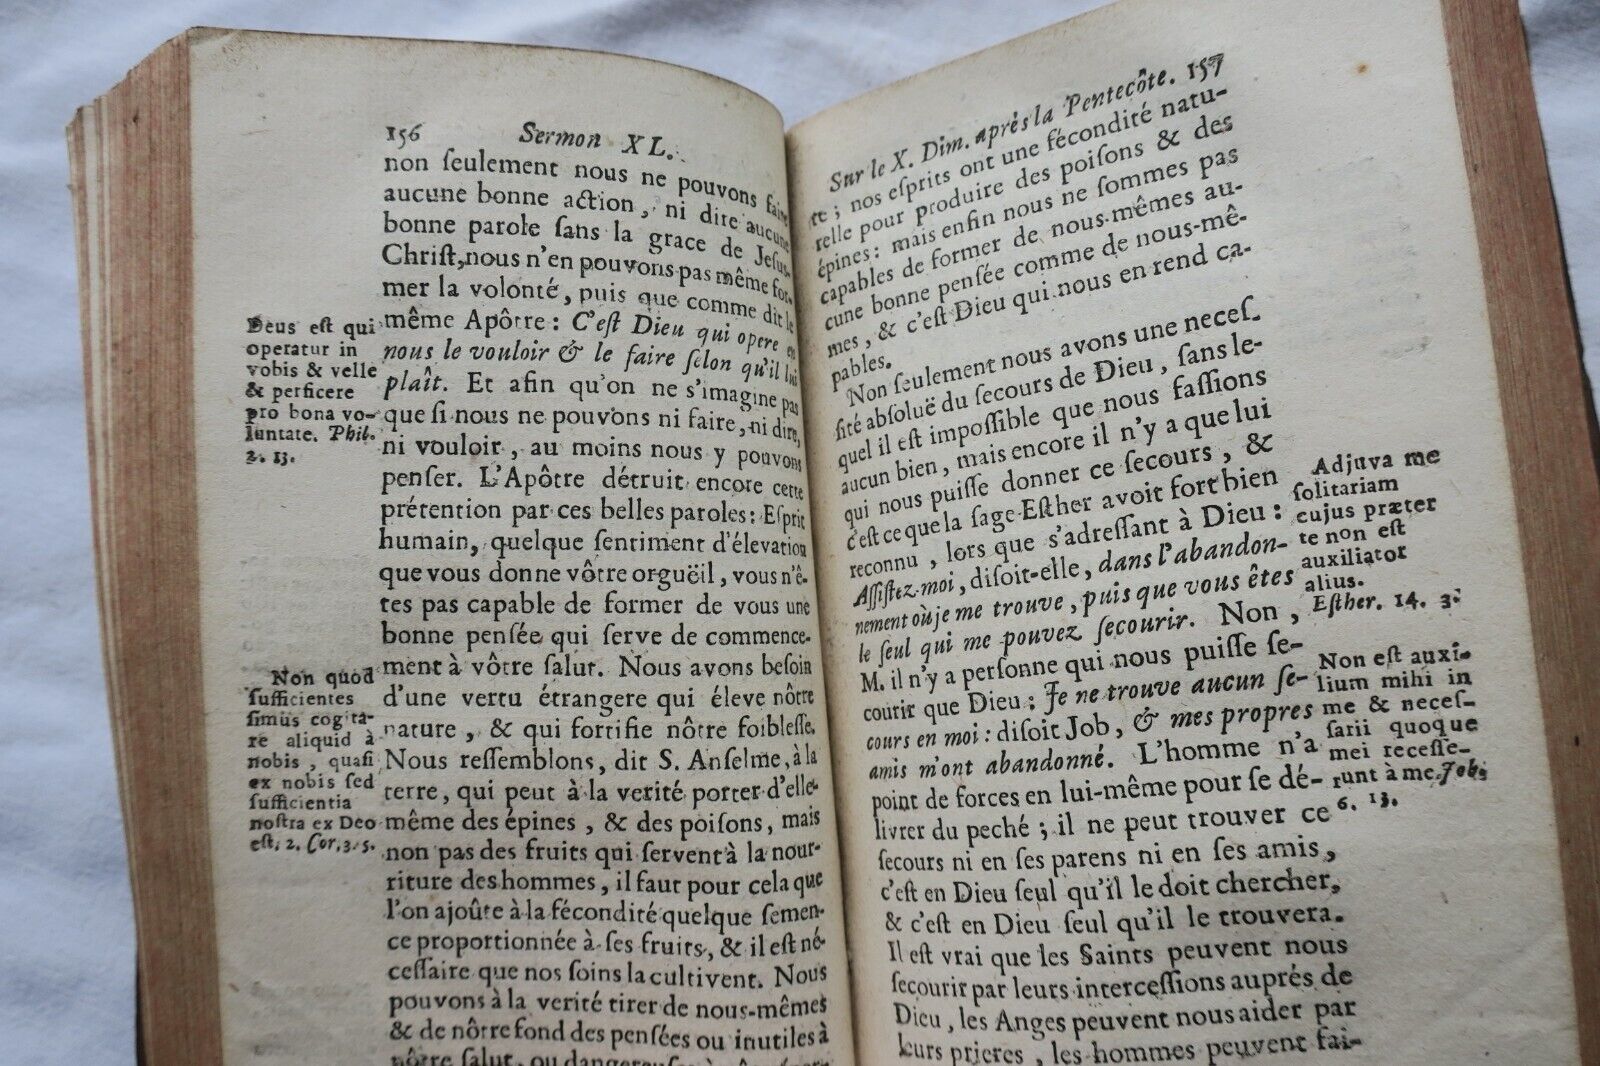 156 Sermon XL.
non ſeulement nous ne pouvons faire
aucune bonne action, ni dire aucune
bonne parole ſans la grace de Jeſus-
Chriſt, nous n'en pouvons pas même for-
mer la volonté, puis que comme dit le
même Apôtre: C'eſt Dieu qui opere en
nous le vouloir & le faire ſelon qu'il lui
plaît. Et afin qu'on ne s'imagine pas
que ſi nous ne pouvons ni faire, ni dire,
ni vouloir, au moins nous y pouvons
penſer. L'Apôtre détruit encore cette
prétention par ces belles paroles: Eſprit
humain, quelque ſentiment d'élevation
que vous donne vôtre orgueïl, vous n'ê-
tes pas capable de former de vous une
bonne penſée qui ſerve de commence-
ment à vôtre ſalut. Nous avons beſoin
d'une vertu étrangere qui éleve nôtre
nature, & qui fortifie nôtre foibleſſe.
Nous reſſemblons, dit S. Anſelme, à la
terre, qui peut à la verité porter d'elle-
même des épines, & des poiſons, mais
non pas des fruits qui ſervent à la nour-
riture des hommes, il faut pour cela que
l'on ajoûte à la fécondité quelque ſemen-
ce proportionnée à ſes fruits, & il eſt né-
ceſſaire que nos ſoins la cultivent. Nous
pouvons à la verité tirer de nous-mêmes
& de nôtre fond des penſées ou inutiles à
nôtre ſalut, ou dangereuſes à
Deus eſt qui
operatur in
vobis & velle
& perficere
pro bona vo-
luntate. Phil.
2. 13.
Non quòd
ſufficientes
ſimus cogita-
re aliquid à
nobis, quaſi
ex nobis ſed
ſufficientia
noſtra ex Deo
eſt, 2. Cor. 3. 5.
Sur le X. Dim. après la Pentecôte. 157
re; nos eſprits ont une fécondité natu-
relle pour produire des poiſons & des
épines: mais enfin nous ne ſommes pas
capables de former de nous-mêmes au-
cune bonne penſée comme de nous-mê-
mes, & c'eſt Dieu qui nous en rend ca-
pables.
Non ſeulement nous avons une neceſ-
ſité abſoluë du ſecours de Dieu, ſans le-
quel il eſt impoſſible que nous faſſions
aucun bien, mais encore il n'y a que lui
qui nous puiſſe donner ce ſecours, &
c'eſt ce que la ſage Eſther avoit fort bien
reconnu, lors que s'adreſſant à Dieu:
Aſſiſtez-moi, diſoit-elle, dans l'abandon-
nement où je me trouve, puis que vous êtes
le ſeul qui me pouvez ſecourir. Non,
M. il n'y a perſonne qui nous puiſſe ſe-
courir que Dieu; Je ne trouve aucun ſe-
cours en moi: diſoit Job, & mes propres
amis m'ont abandonné. L'homme n'a
point de forces en lui-même pour ſe dé-
livrer du peché; il ne peut trouver ce
ſecours ni en ſes parens ni en ſes amis,
c'eſt en Dieu ſeul qu'il le doit chercher,
& c'eſt en Dieu ſeul qu'il le trouvera.
Il eſt vrai que les Saints peuvent nous
ſecourir par leurs interceſſions auprés de
Dieu, les Anges peuvent nous aider par
leurs prieres, les hommes peuvent fai-
Adjuva me
ſolitariam
cujus præter
te non eſt
auxiliator
alius.
Eſther. 14. 3.
Non eſt auxi-
lium mihi in
me & neceſ-
ſarii quoque
mei receſſe-
runt à me. Job.
6. 13.